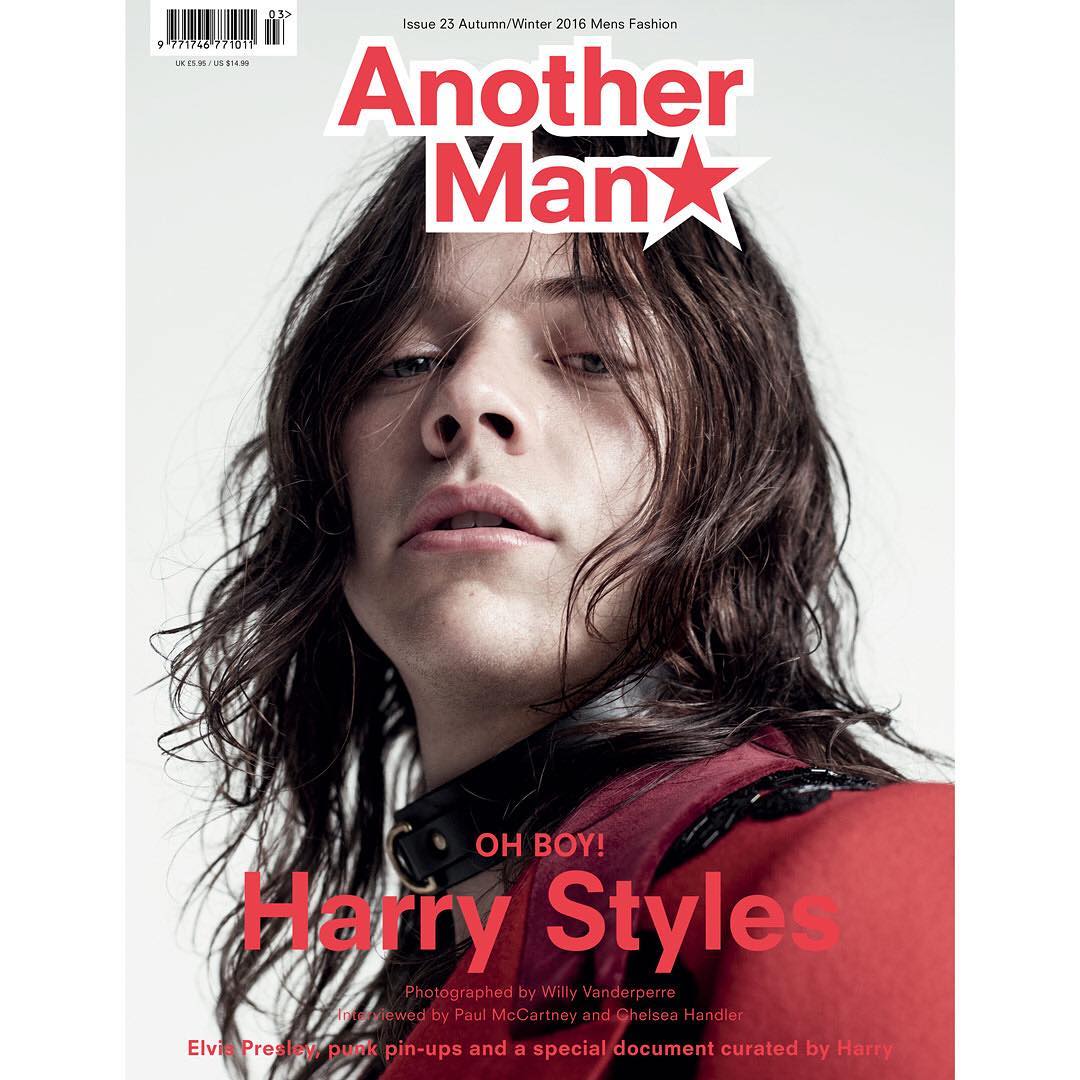 03>
9 771746 771011
UK £5.95 / US $14.99
Issue 23 Autumn/Winter 2016 Mens Fashion
Another
Man
OH BOY!
Harry Styles
Photographed by Willy Vanderperre
Interviewed by Paul McCartney and Chelsea Handler
Elvis Presley, punk pin-ups and a special document curated by Harry